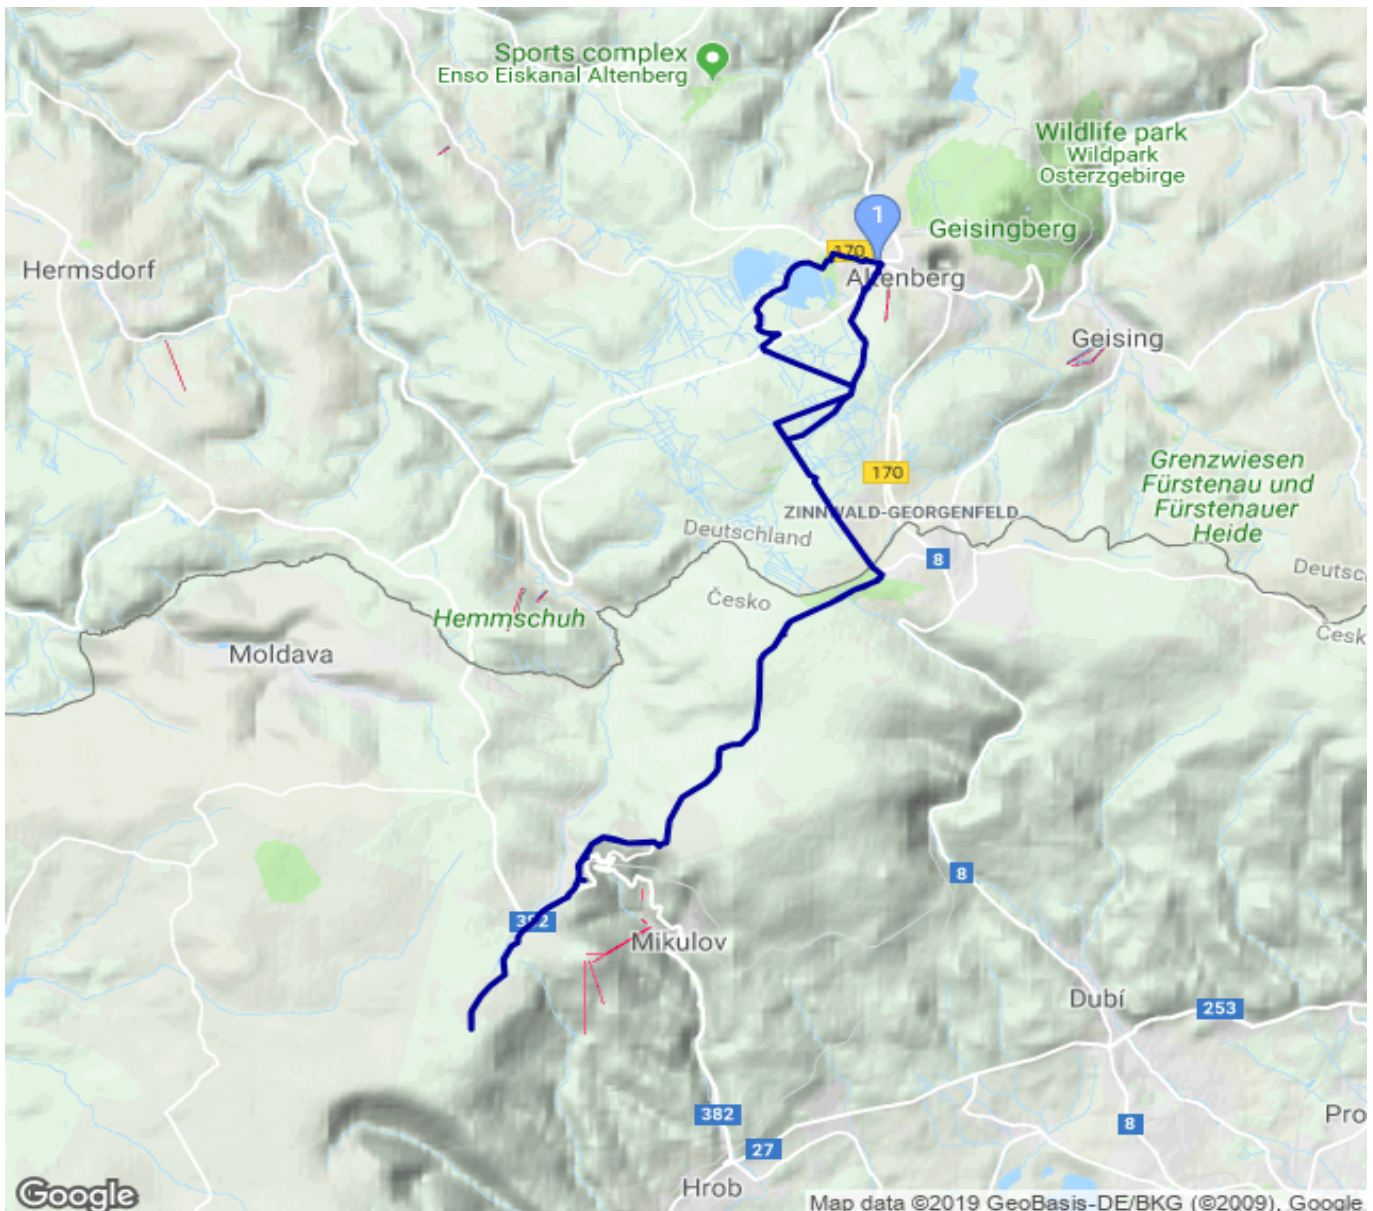 Sports complex
Enso Eiskanal Altenberg
Wildlife park
Wildpark
Osterzgebirge
1
Geisingberg
170
Hermsdorf
Altenberg
Geising
Grenzwiesen
Fürstenau und
Fürstenauer
Heide
170
ZINNWALD-GEORGENFELD
Deutschland
8
Deutsc
Česko
Hemmschuh
Česk
Moldava
8
382
Mikulov
Dubí
253
382
8
Pro
27
Hrob
Google
Map data ©2019 GeoBasis-DE/BKG (©2009), Google